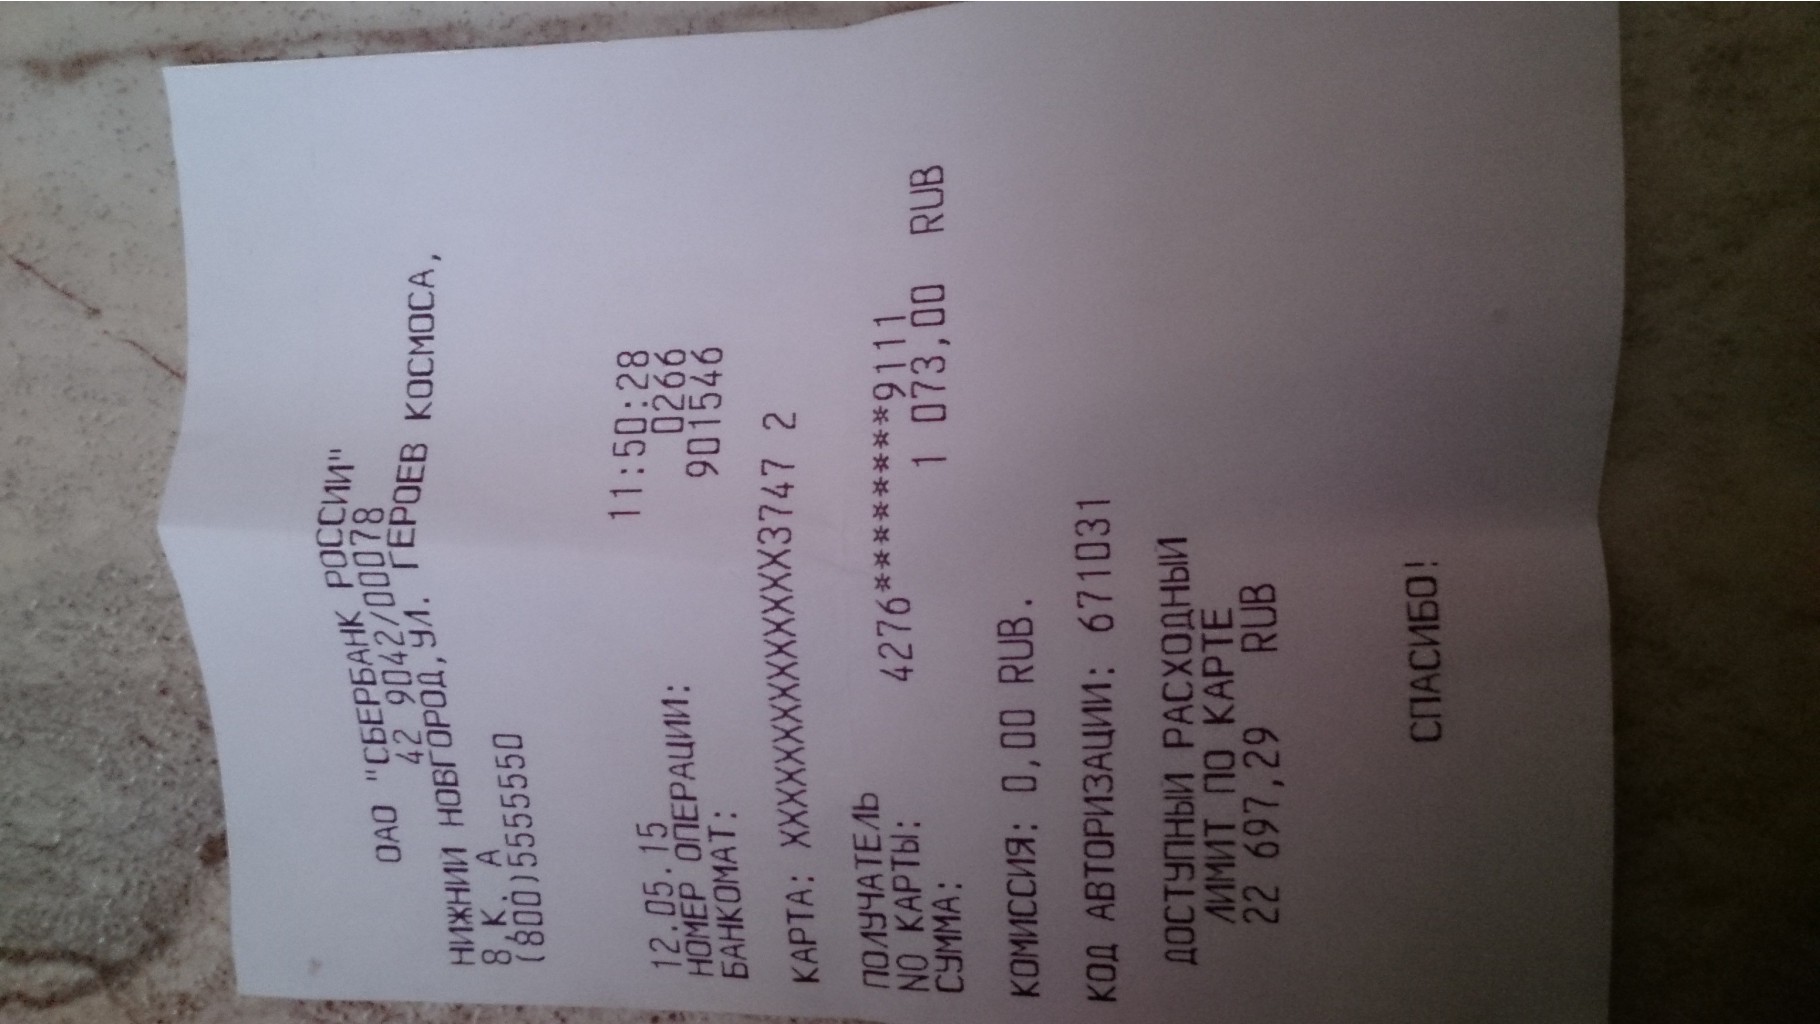 ОАО "СБЕРБАНК РОССИИ"
42 9042/00078
НИЖНИЙ НОВГОРОД,УЛ. ГЕРОЕВ КОСМОСА,
8,К. А
(800)5555550
12.05.15 11:50:28
НОМЕР ОПЕРАЦИИ: 0266
БАНКОМАТ: 901546
КАРТА: XXXXXXXXXXXXXX3747 2
ПОЛУЧАТЕЛЬ
NO КАРТЫ: 4276********9111
СУММА: 1 073,00 RUB
КОМИССИЯ: 0,00 RUB.
КОД АВТОРИЗАЦИИ: 671031
ДОСТУПНЫЙ РАСХОДНЫЙ
ЛИМИТ ПО КАРТЕ
22 697,29 RUB
СПАСИБО!